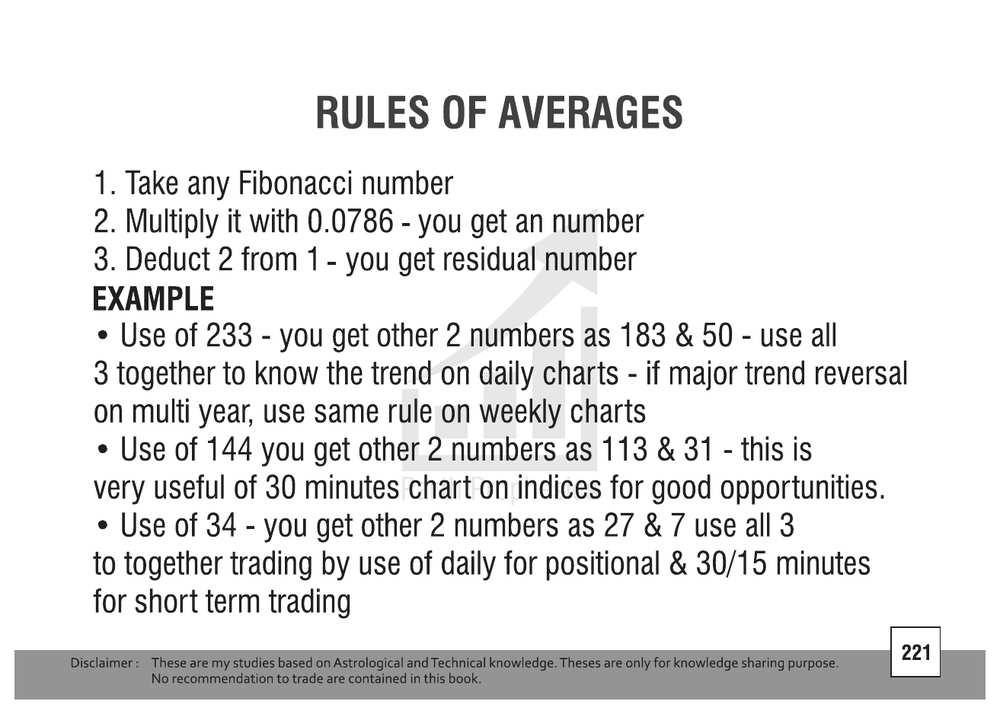 RULES OF AVERAGES
1. Take any Fibonacci number
2. Multiply it with 0.0786 - you get an number
3. Deduct 2 from 1 - you get residual number
EXAMPLE
• Use of 233 - you get other 2 numbers as 183 & 50 - use all
3 together to know the trend on daily charts - if major trend reversal
on multi year, use same rule on weekly charts
• Use of 144 you get other 2 numbers as 113 & 31 - this is
very useful of 30 minutes chart on indices for good opportunities.
• Use of 34 - you get other 2 numbers as 27 & 7 use all 3
to together trading by use of daily for positional & 30/15 minutes
for short term trading
Disclaimer : These are my studies based on Astrological and Technical knowledge. Theses are only for knowledge sharing purpose.
No recommendation to trade are contained in this book.
221